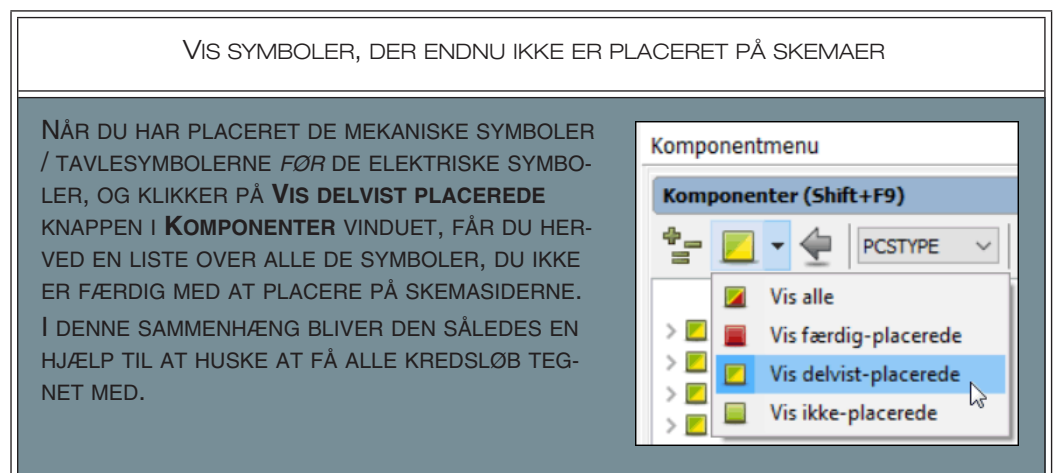 Vis symboler, der endnu ikke er placeret på skemaer
Når du har placeret de mekaniske symboler
/ tavlesymbolerne før de elektriske symbo-
ler, og klikker på Vis delvist placerede
knappen i Komponenter vinduet, får du her-
ved en liste over alle de symboler, du ikke
er færdig med at placere på skemasiderne.
I denne sammenhæng bliver den således en
hjælp til at huske at få alle kredsløb teg-
net med.
Komponentmenu
Komponenter (Shift+F9)
PCSTYPE
Vis alle
Vis færdig-placerede
Vis delvist-placerede
Vis ikke-placerede